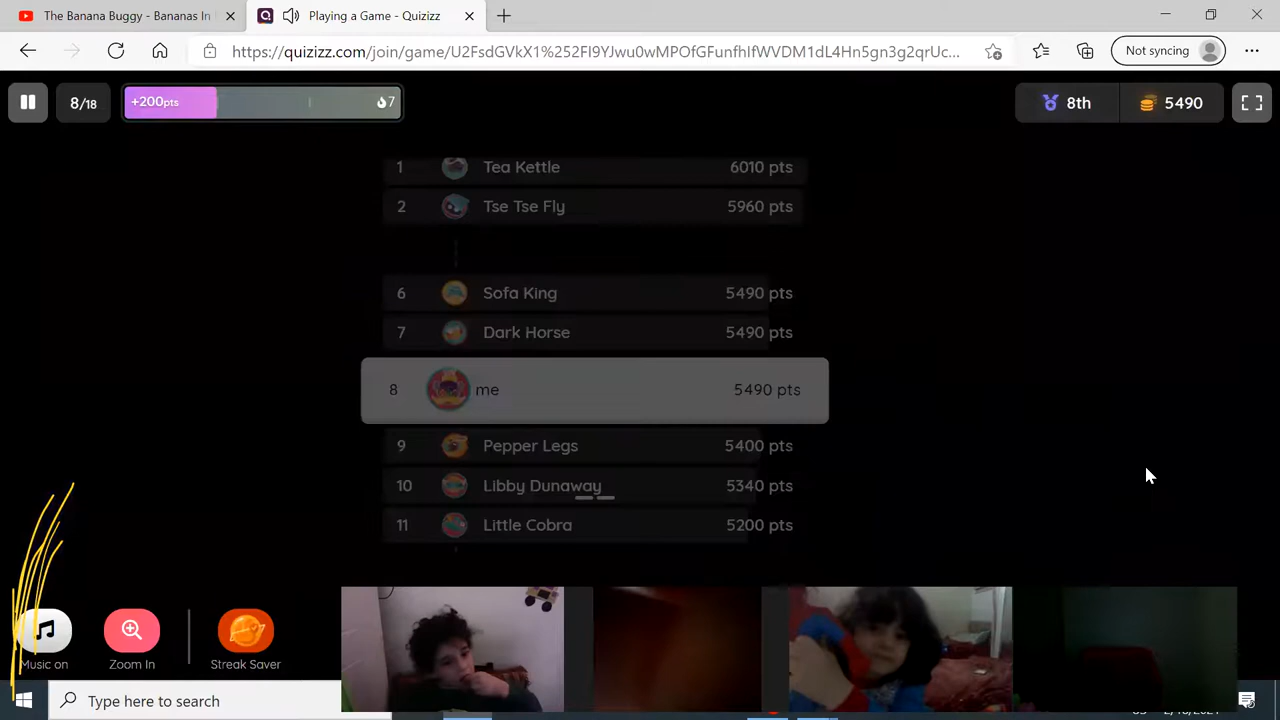 The Banana Buggy - Bananas In
Playing a Game - Quizizz
https://quizizz.com/join/game/U2FsdGVkX1%252FI9YJwu0wMPOfGFunfhIfWYDM1dL4Hn5gn3g2qrUc...
Not syncing
8/18
+200pts
7
8th
5490
1 Tea Kettle 6010 pts
2 Tse Tse Fly 5960 pts
6 Sofa King 5490 pts
7 Dark Horse 5490 pts
8 me 5490 pts
9 Pepper Legs 5400 pts
10 Libby Dunaway 5340 pts
11 Little Cobra 5200 pts
Music on
Zoom In
Streak Saver
Type here to search